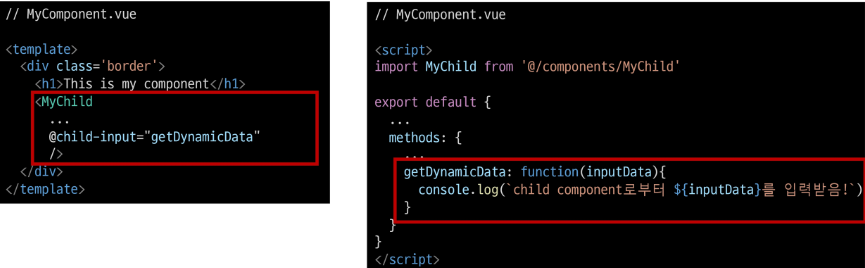 // MyComponent.vue
<template>
<div class='border'>
<h1>This is my component</h1>
<MyChild
...
@child-input="getDynamicData"
/>
</div>
</template>
// MyComponent.vue
<script>
import MyChild from '@/components/MyChild'
export default {
...
methods: {
...
getDynamicData: function(inputData){
console.log(`child component로부터 ${inputData}를 입력받음!`)
}
}
}
</script>